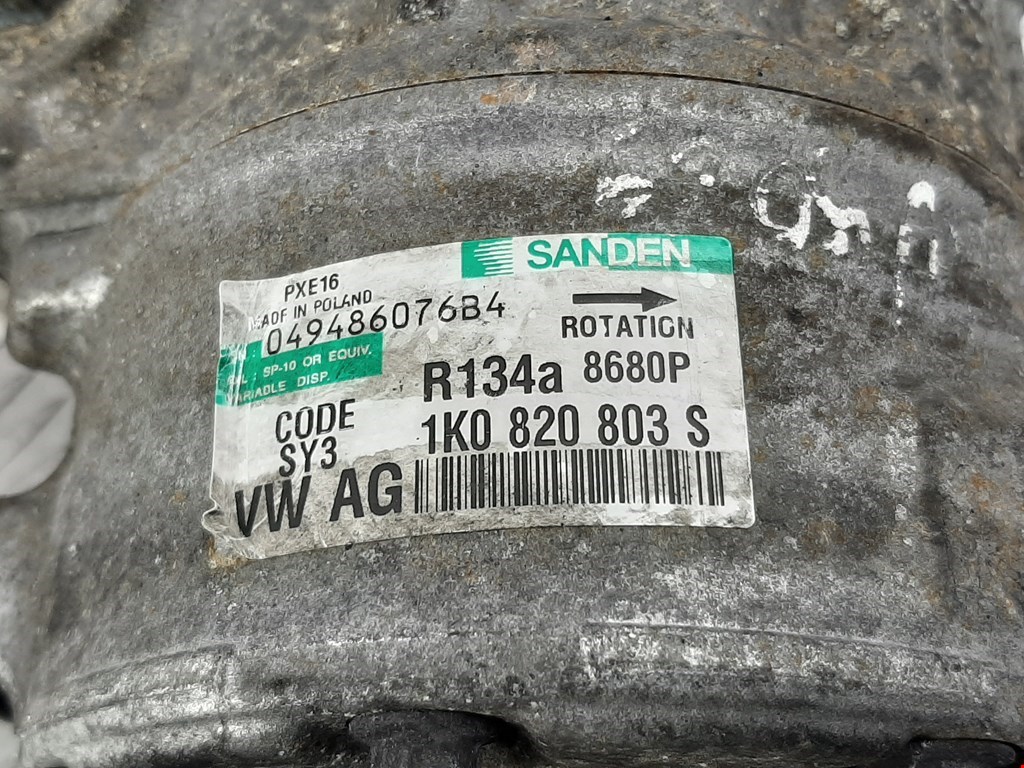 SANDEN
PXE16
MADE IN POLAND
049486076B4
ROTATION
SP-10 OR EQUIV.
VARIABLE DISP.
R134a 8680P
CODE
SY3
1K0 820 803 S
VW AG